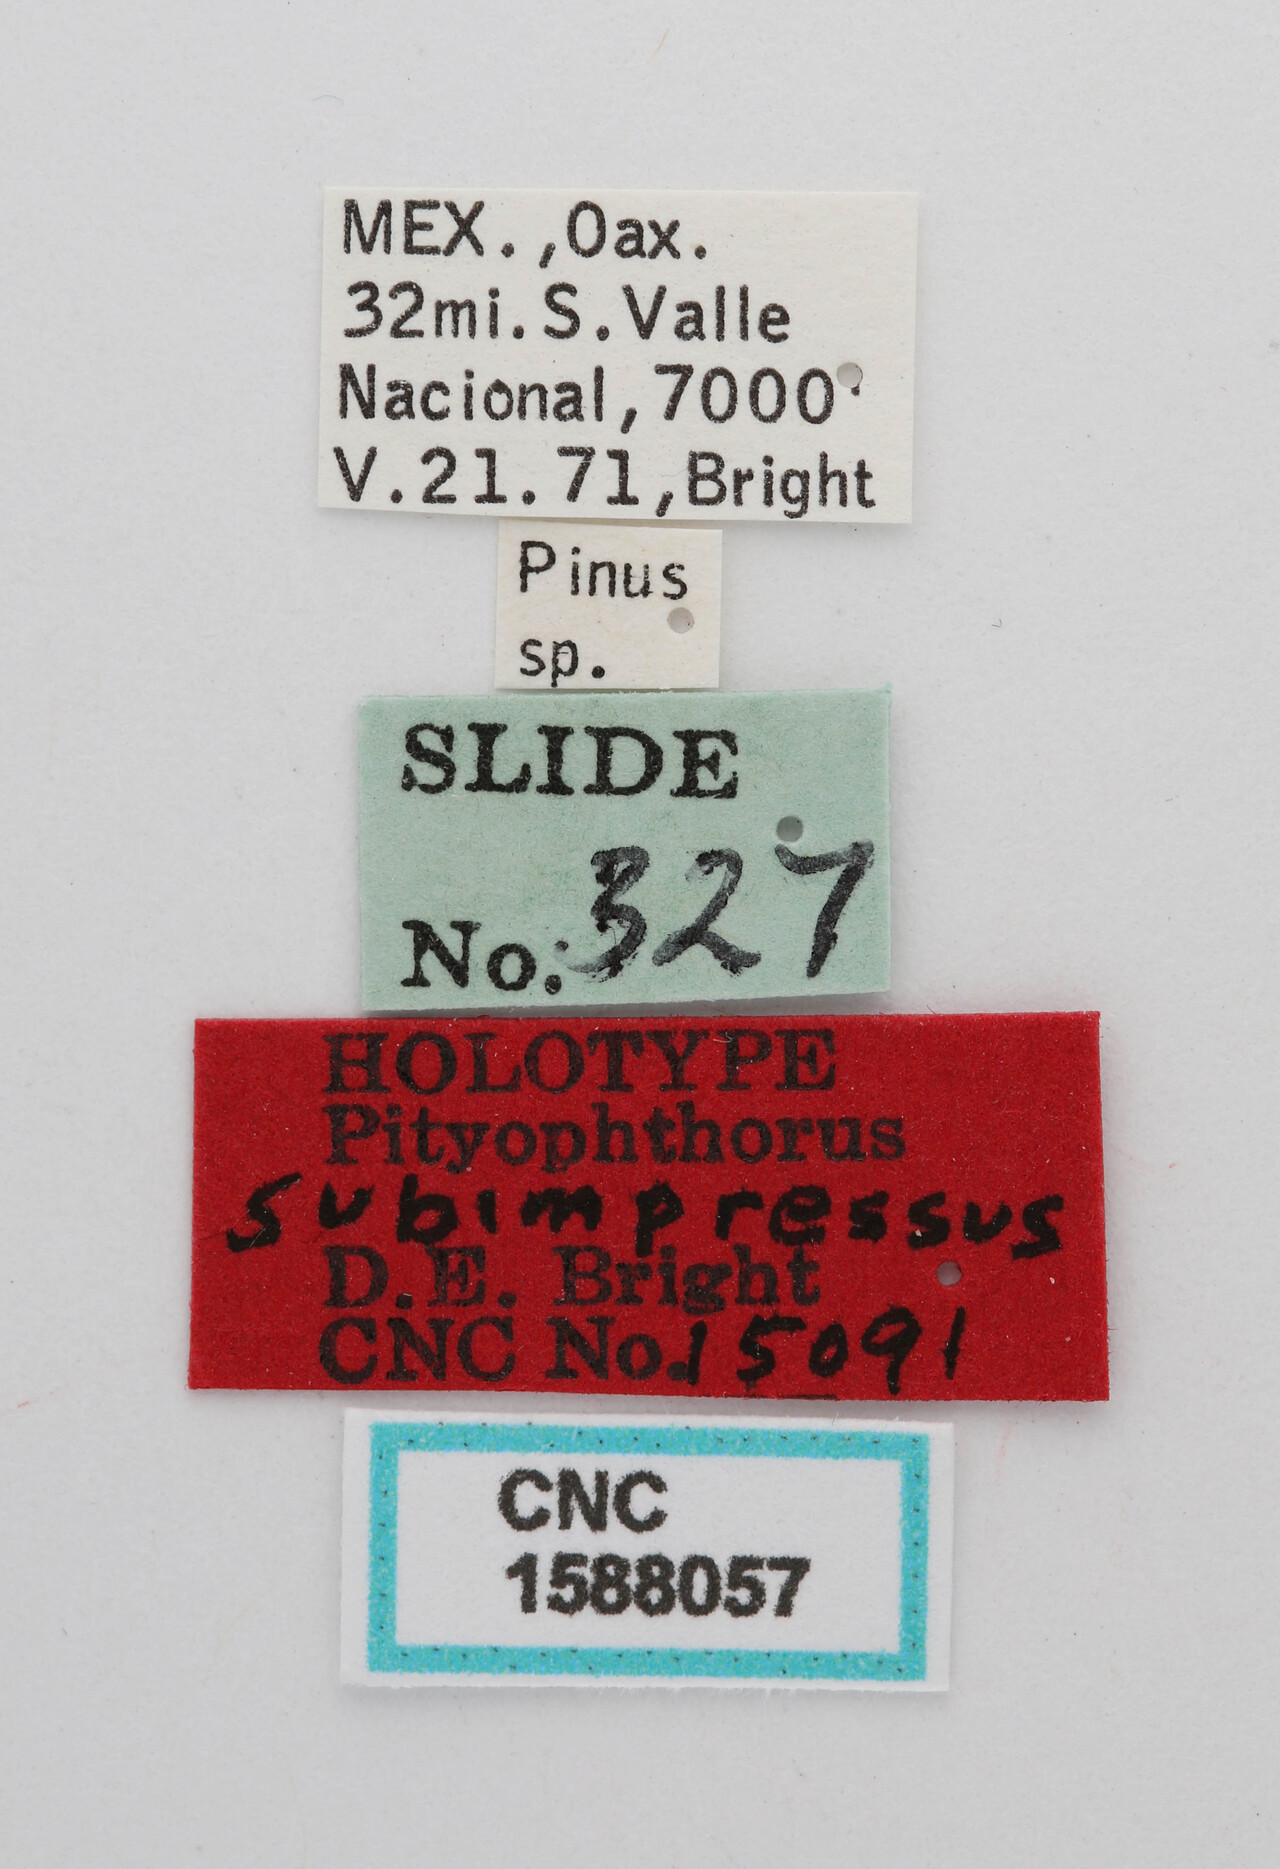 MEX.,Oax.
32mi.S.Valle
Nacional,7000'
V.21.71,Bright
Pinus
sp.
SLIDE
No: 327
HOLOTYPE
Pityophthorus
subimpressus
D.E. Bright
CNC No.15091
CNC
1588057